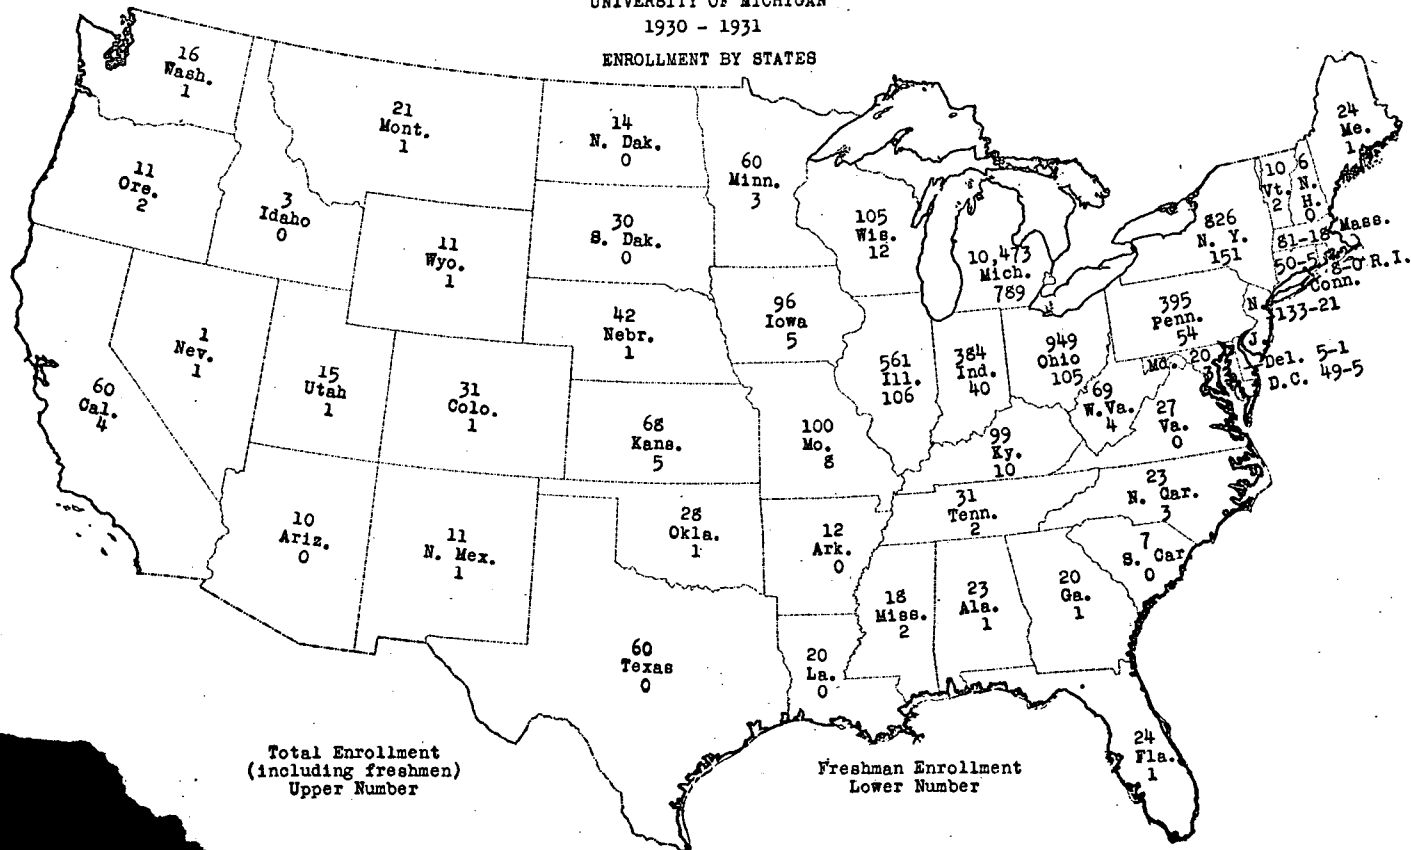 UNIVERSITY OF MICHIGAN
1930 - 1931
ENROLLMENT BY STATES
16
Wash.
1
11
Ore.
2
60
Cal.
4
3
Idaho
0
1
Nev.
1
21
Mont.
1
11
Wyo.
1
15
Utah
1
31
Colo.
1
10
Ariz.
0
11
N. Mex.
1
14
N. Dak.
0
30
S. Dak.
0
42
Nebr.
1
68
Kans.
5
28
Okla.
1
60
Texas
0
60
Minn.
3
96
Iowa
5
100
Mo.
8
12
Ark.
0
20
La.
0
105
Wis.
12
561
Ill.
106
10,473
Mich.
789
384
Ind.
40
949
Ohio
105
99
Ky.
10
31
Tenn.
2
18
Miss.
2
23
Ala.
1
20
Ga.
1
24
Fla.
1
7
S. Car
0
23
N. Car.
3
27
Va.
0
69
W.Va.
4
Md. 20
3
395
Penn.
54
826
N. Y.
151
10
Vt.
2
6
N.
H.
0
24
Me.
1
81-18 Mass.
50-5
Conn.
8-0 R.I.
N.
J.
133-21
Del. 5-1
D.C. 49-5
Total Enrollment
(including freshmen)
Upper Number
Freshman Enrollment
Lower Number